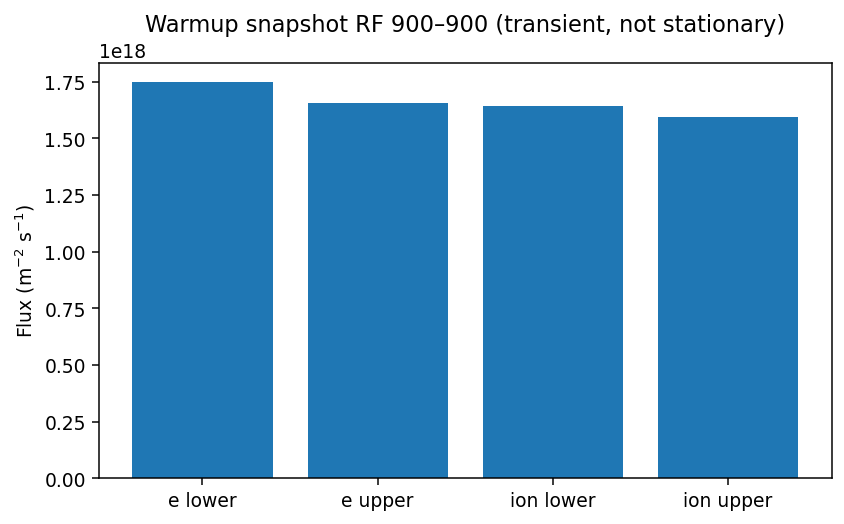 Warmup snapshot RF 900–900 (transient, not stationary)
1e18
1.75
1.50
1.25
1.00
0.75
0.50
0.25
0.00
Flux (m⁻² s⁻¹)
e lower
e upper
ion lower
ion upper